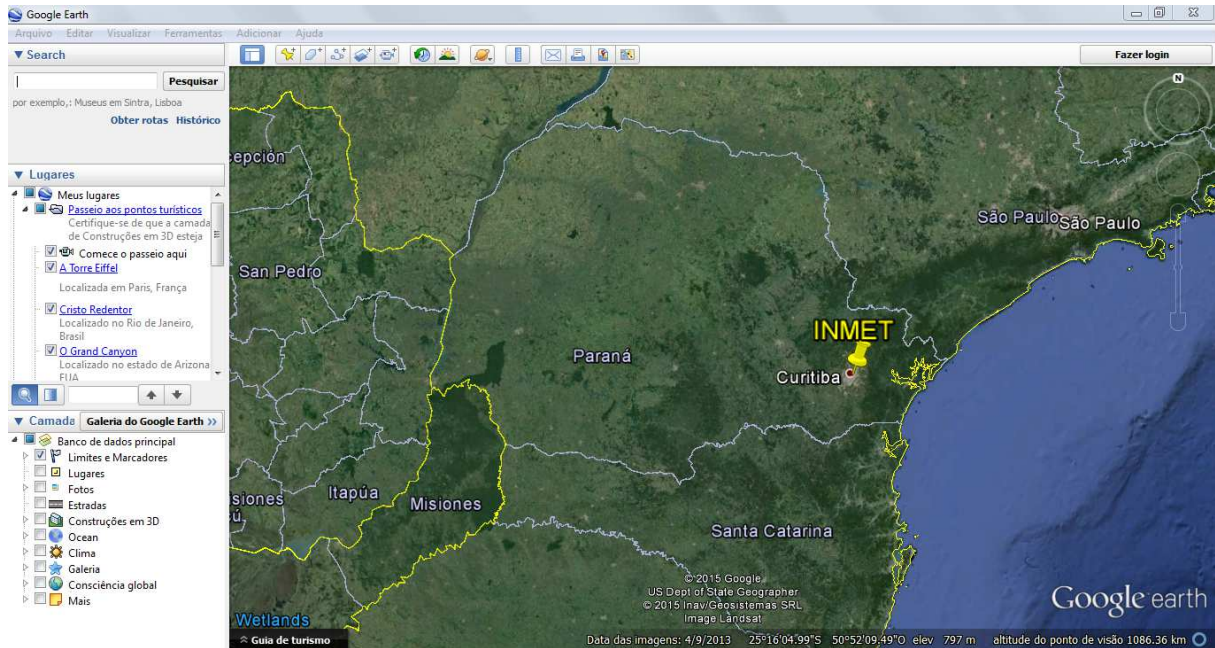 Google Earth
Arquivo Editar Visualizar Ferramentas Adicionar Ajuda
Search
Pesquisar
por exemplo,: Museus em Sintra, Lisboa
Obter rotas Histórico
Lugares
Meus lugares
Passeio aos pontos turísticos
Certifique-se de que a camada
de Construções em 3D esteja
Comece o passeio aqui
A Torre Eiffel
Localizada em Paris, França
Cristo Redentor
Localizado no Rio de Janeiro,
Brasil
O Grand Canyon
Localizado no estado de Arizona
EUA
Camada Galeria do Google Earth >>
Banco de dados principal
Limites e Marcadores
Lugares
Fotos
Estradas
Construções em 3D
Ocean
Clima
Galeria
Consciência global
Mais
Fazer login
N
cepción
São Paulo
São Paulo
San Pedro
INMET
Paraná
Curitiba
Itapúa
Misiones
siones
ú
Santa Catarina
Wetlands
© 2015 Google
US Dept of State Geographer
© 2015 Inav/Geosistemas SRL
Image Landsat
Google earth
Guia de turismo
Data das imagens: 4/9/2013 25°16'04.99"S 50°52'09.49"O elev 797 m altitude do ponto de visão 1086.36 km